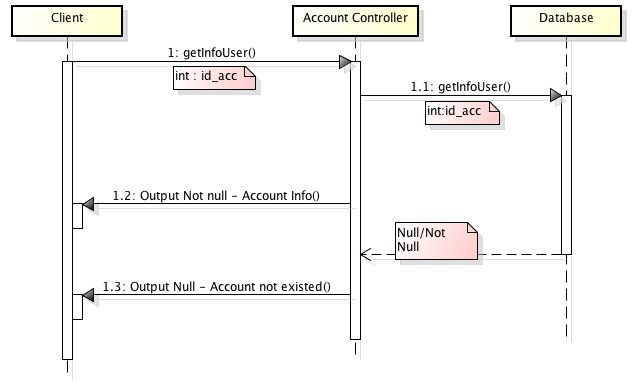 Client
Account Controller
Database
1: getInfoUser()
int : id_acc
1.1: getInfoUser()
int:id_acc
1.2: Output Not null - Account Info()
Null/Not
Null
1.3: Output Null - Account not existed()